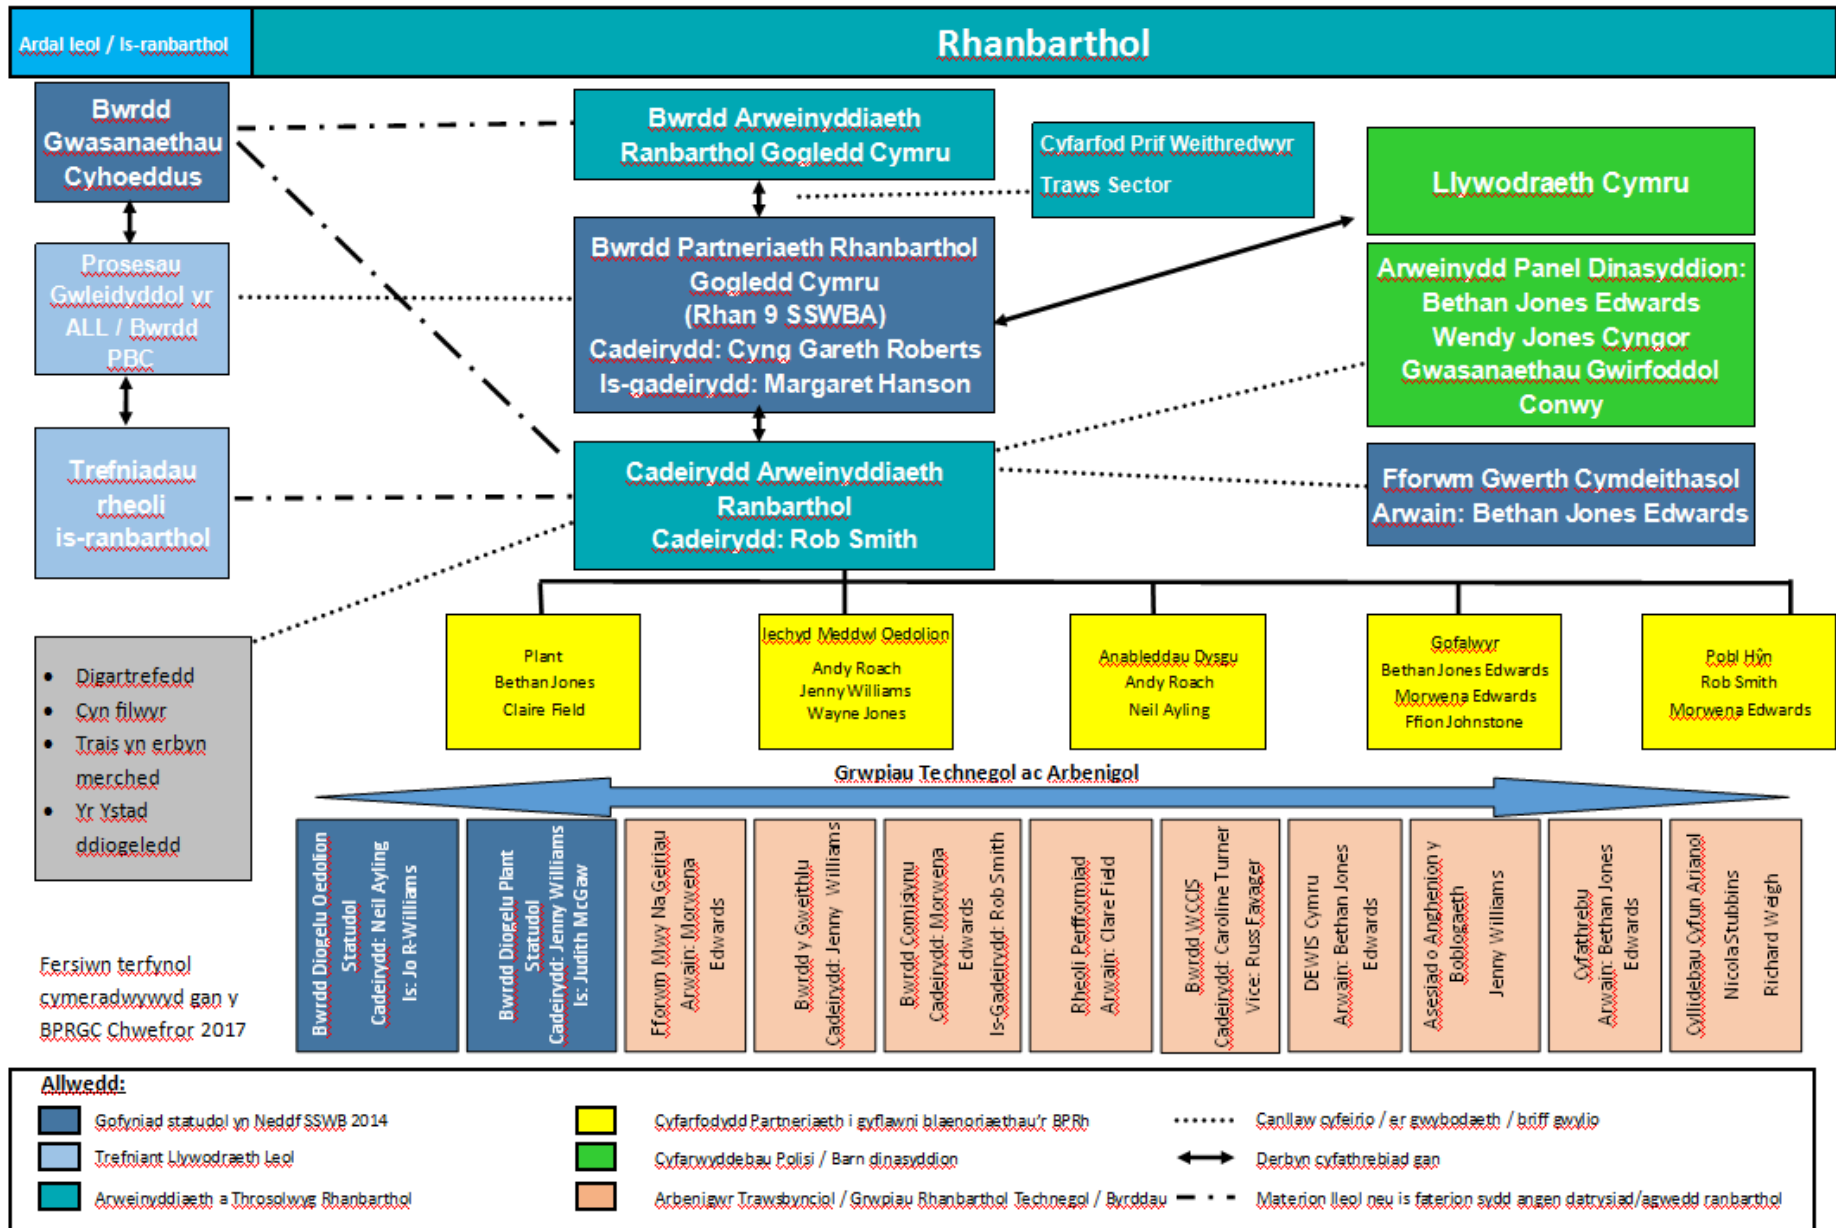 Ardal leol / Is-ranbarthol
Rhanbarthol
Bwrdd
Gwasanaethau
Cyhoeddus
Prosesau
Gwleidyddol yr
ALL / Bwrdd
PBC
Trefniadau
rheoli
is-ranbarthol
Bwrdd Arweinyddiaeth
Ranbarthol Gogledd Cymru
Cyfarfod Prif Weithredwyr
Traws Sector
Bwrdd Partneriaeth Rhanbarthol
Gogledd Cymru
(Rhan 9 SSWBA)
Cadeirydd: Cyng Gareth Roberts
Is-gadeirydd: Margaret Hanson
Cadeirydd Arweinyddiaeth
Ranbarthol
Cadeirydd: Rob Smith
Llywodraeth Cymru
Arweinydd Panel Dinasyddion:
Bethan Jones Edwards
Wendy Jones Cyngor
Gwasanaethau Gwirfoddol
Conwy
Fforwm Gwerth Cymdeithasol
Arwain: Bethan Jones Edwards
• Digartrefedd
• Cyn filwyr
• Trais yn erbyn
merched
• Yr Ystad
ddiogeledd
Plant
Bethan Jones
Claire Field
Iechyd Meddwl Oedolion
Andy Roach
Jenny Williams
Wayne Jones
Anableddau Dysgu
Andy Roach
Neil Ayling
Gofalwyr
Bethan Jones Edwards
Morwena Edwards
Ffion Johnstone
Pobl Hŷn
Rob Smith
Morwena Edwards
Grwpiau Technegol ac Arbenigol
Bwrdd Diogelu Oedolion
Statudol
Cadeirydd: Neil Ayling
Is: Jo R-Williams
Bwrdd Diogelu Plant
Statudol
Cadeirydd: Jenny Williams
Is: Judith McGaw
Fforwm Mwy Na Geiriau
Arwain: Morwena
Edwards
Bwrdd y Gweithlu
Cadeirydd: Jenny Williams
Bwrdd Comisiynu
Cadeirydd: Morwena
Edwards
Is-Gadeirydd: Rob Smith
Rheoli Perfformiad
Arwain: Clare Field
Bwrdd WCCIS
Cadeirydd: Caroline Turner
Vice: Russ Favager
DEWIS Cymru
Arwain: Bethan Jones
Edwards
Asesiad o Anghenion y
Boblogaeth
Jenny Williams
Cyfathrebu
Arwain: Bethan Jones
Edwards
Cyllidebau Cyfun Arianol
Nicola Stubbins
Richard Weigh
Fersiwn terfynol
cymeradwywyd gan y
BPRGC Chwefror 2017
Allwedd:
Gofyniad statudol yn Neddf SSWB 2014
Trefniant Llywodraeth Leol
Arweinyddiaeth a Throsolwyg Rhanbarthol
Cyfarfodydd Partneriaeth i gyflawni blaenoriaethau'r BPRh
Cyfarwyddebau Polisi / Barn dinasyddion
Arbenigwr Trawsbynciol / Grwpiau Rhanbarthol Technegol / Byrddau
Canllaw cyfeirio / er gwybodaeth / briff gwylio
Derbyn cyfathrebiad gan
Materion lleol neu is faterion sydd angen datrysiad/agwedd ranbarthol